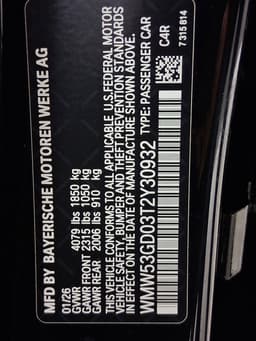 MFD BY BAYERISCHE MOTOREN WERKE AG
01/26
GVWR 4079 lbs 1850 kg
GAWR FRONT 2315 lbs 1050 kg
GAWR REAR 2006 lbs 910 kg
THIS VEHICLE CONFORMS
TO ALL APPLICABLE U.S.FEDERAL MOTOR
VEHICLE SAFETY, BUMPER AND THEFT PREVENTION STANDARDS
IN EFFECT ON THE DATE OF MANUFACTURE SHOWN ABOVE.
WMW53GD03T2Y30932 TYPE: PASSENGER CAR
C4R
7 315 814